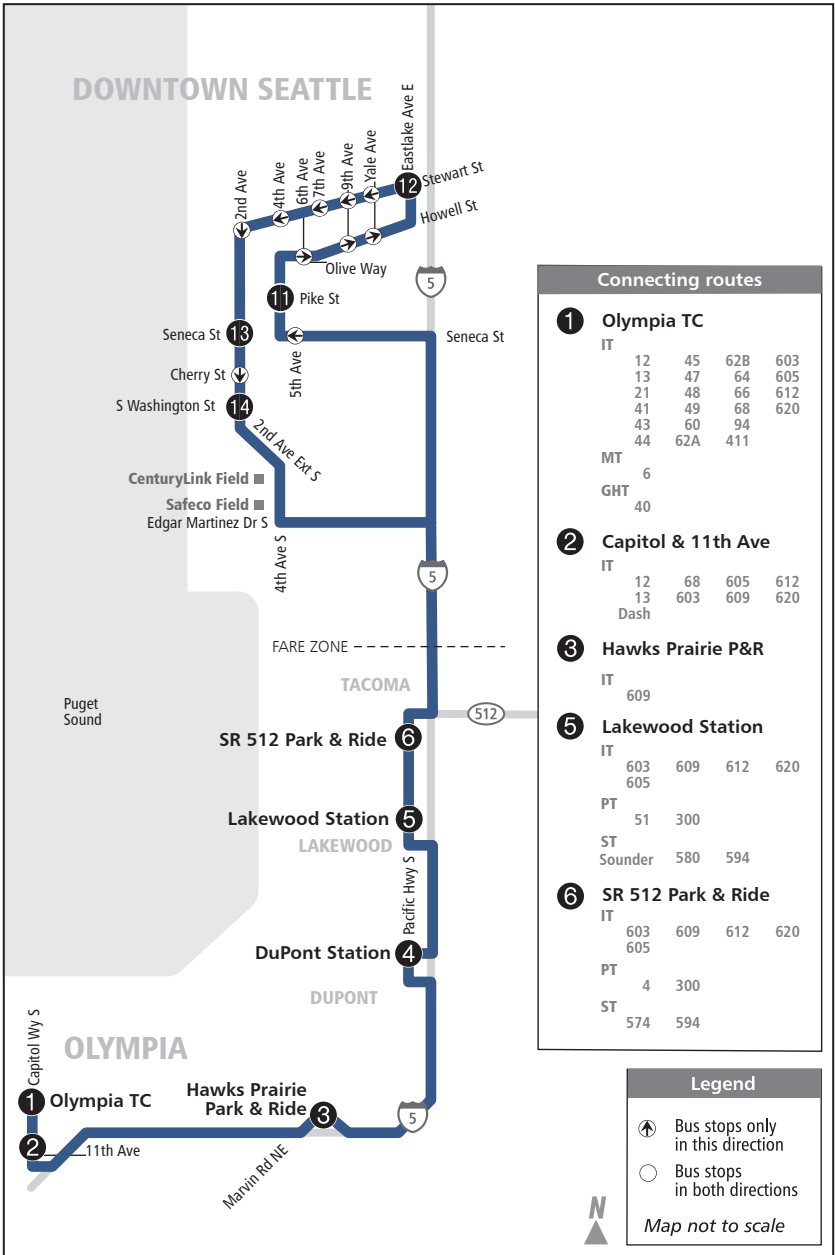 DOWNTOWN SEATTLE
2nd Ave
4th Ave
6th Ave
7th Ave
9th Ave
Yale Ave
Eastlake Ave E
12
Stewart St
Howell St
Olive Way
5
11
Pike St
Seneca St
13
Seneca St
5th Ave
Cherry St
S Washington St
14
2nd Ave Ext S
CenturyLink Field
Safeco Field
Edgar Martinez Dr S
4th Ave S
5
FARE ZONE
TACOMA
Puget
Sound
512
SR 512 Park & Ride
6
Lakewood Station
5
LAKEWOOD
Pacific Hwy S
DuPont Station
4
DUPONT
Capitol Wy S
OLYMPIA
1
Olympia TC
2
11th Ave
Hawks Prairie
Park & Ride
3
Marvin Rd NE
5
Connecting routes
1 Olympia TC
IT
12 45 62B 603
13 47 64 605
21 48 66 612
41 49 68 620
43 60 94
44 62A 411
MT
6
GHT
40
2 Capitol & 11th Ave
IT
12 68 605 612
13 603 609 620
Dash
3 Hawks Prairie P&R
IT
609
5 Lakewood Station
IT
603 609 612 620
605
PT
51 300
ST
Sounder 580 594
6 SR 512 Park & Ride
IT
603 609 612 620
605
PT
4 300
ST
574 594
Legend
Bus stops only
in this direction
Bus stops
in both directions
Map not to scale
N